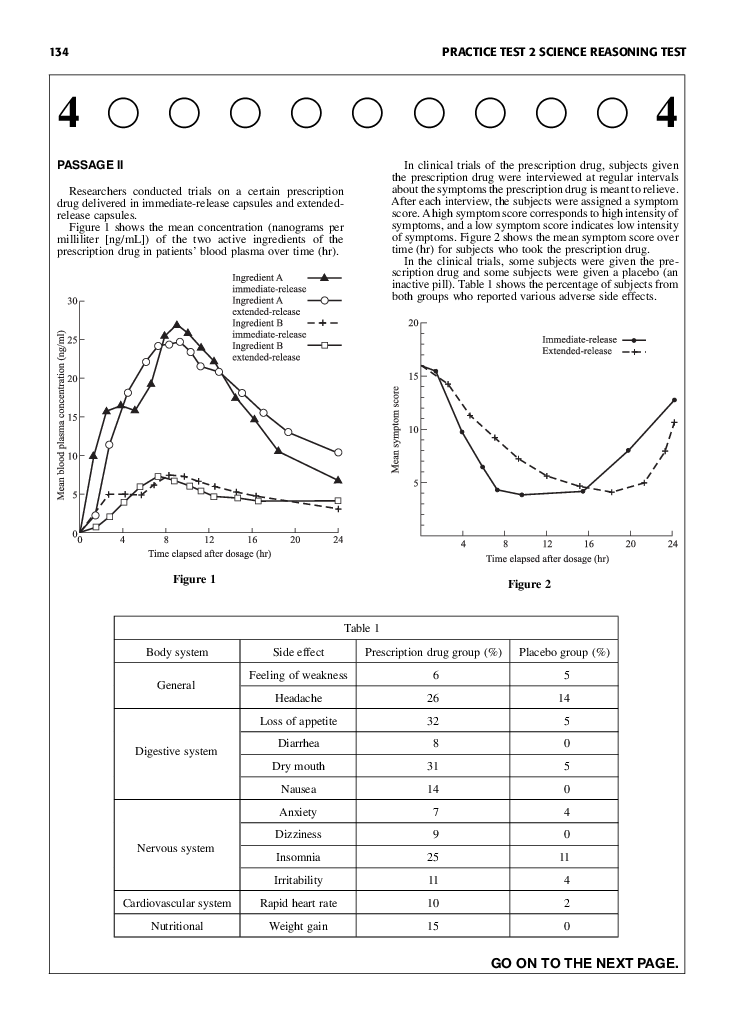 134
PRACTICE TEST 2 SCIENCE REASONING TEST
4
4
PASSAGE II
Researchers conducted trials on a certain prescription
drug delivered in immediate-release capsules and extended-
release capsules.
Figure 1 shows the mean concentration (nanograms per
milliliter [ng/mL]) of the two active ingredients of the
prescription drug in patients' blood plasma over time (hr).
Ingredient A
immediate-release
Ingredient A
extended-release
Ingredient B
immediate-release
Ingredient B
extended-release
Mean blood plasma concentration (ng/ml)
30
25
20
15
10
5
0
0 4 8 12 16 20 24
Time elapsed after dosage (hr)
Figure 1
In clinical trials of the prescription drug, subjects given
the prescription drug were interviewed at regular intervals
about the symptoms the prescription drug is meant to relieve.
After each interview, the subjects were assigned a symptom
score. A high symptom score corresponds to high intensity of
symptoms, and a low symptom score indicates low intensity
of symptoms. Figure 2 shows the mean symptom score over
time (hr) for subjects who took the prescription drug.
In the clinical trials, some subjects were given the pre-
scription drug and some subjects were given a placebo (an
inactive pill). Table 1 shows the percentage of subjects from
both groups who reported various adverse side effects.
Immediate-release
Extended-release
Mean symptom score
20
15
10
5
4 8 12 16 20 24
Time elapsed after dosage (hr)
Figure 2
Table 1
Body system Side effect Prescription drug group (%) Placebo group (%)
General Feeling of weakness 6 5
Headache 26 14
Digestive system Loss of appetite 32 5
Diarrhea 8 0
Dry mouth 31 5
Nausea 14 0
Nervous system Anxiety 7 4
Dizziness 9 0
Insomnia 25 11
Irritability 11 4
Cardiovascular system Rapid heart rate 10 2
Nutritional Weight gain 15 0
GO ON TO THE NEXT PAGE.